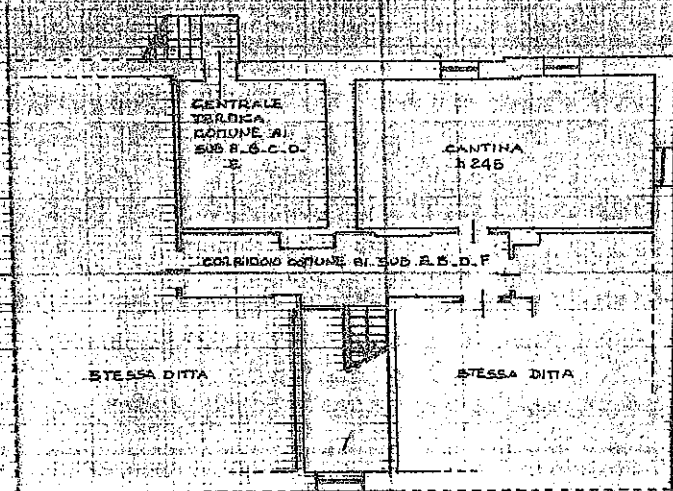 CENTRALE
TERMICA
COMUNE AI
SUB A.B.C.D.
E
CANTINA
h 245
CORRIDOIO COMUNE AI SUB. E.B.D.F
STESSA DITTA
STESSA DITTA